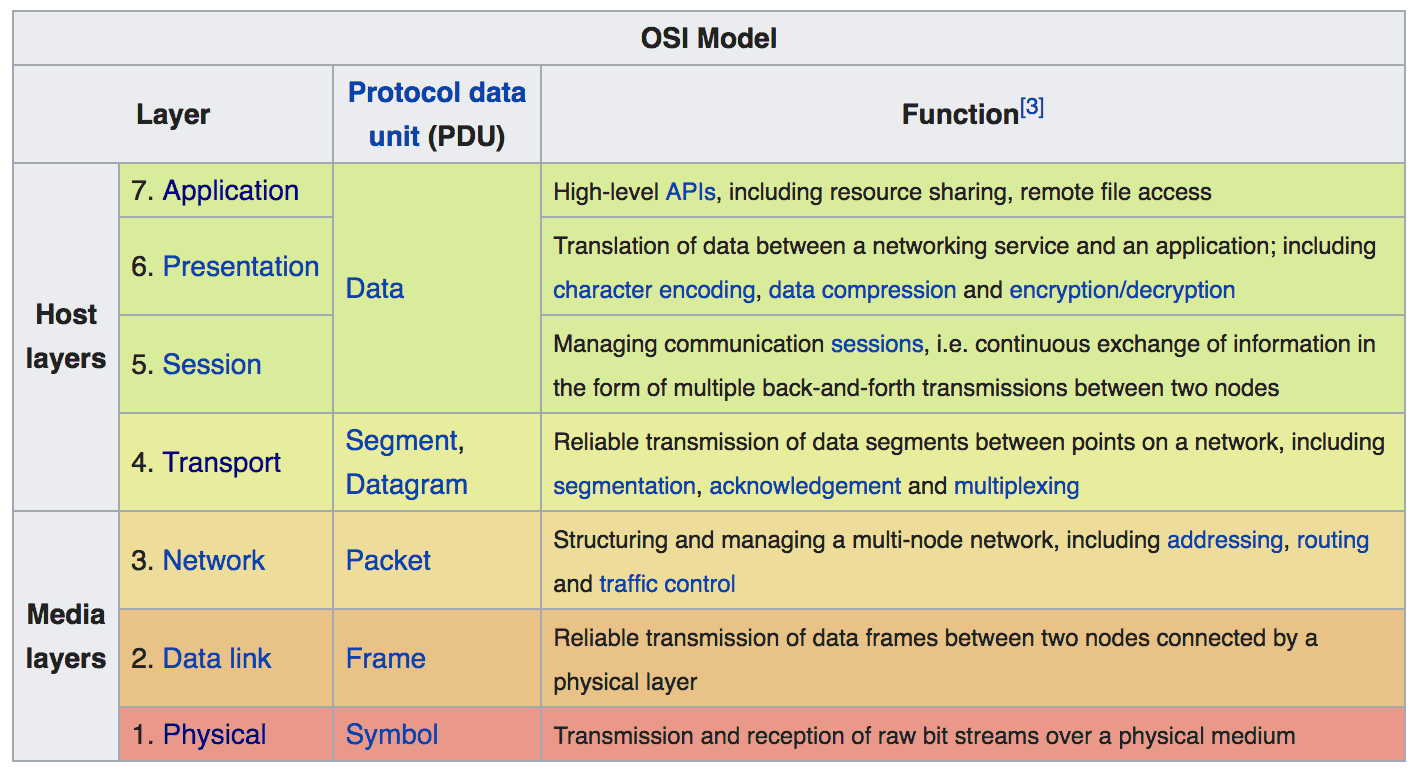 OSI Model
Layer
Protocol data
unit (PDU)
Function[3]
Host
layers
7. Application
Data
High-level APIs, including resource sharing, remote file access
6. Presentation
Translation of data between a networking service and an application; including
character encoding, data compression and encryption/decryption
5. Session
Managing communication sessions, i.e. continuous exchange of information in
the form of multiple back-and-forth transmissions between two nodes
4. Transport
Segment,
Datagram
Reliable transmission of data segments between points on a network, including
segmentation, acknowledgement and multiplexing
Media
layers
3. Network
Packet
Structuring and managing a multi-node network, including addressing, routing
and traffic control
2. Data link
Frame
Reliable transmission of data frames between two nodes connected by a
physical layer
1. Physical
Symbol
Transmission and reception of raw bit streams over a physical medium